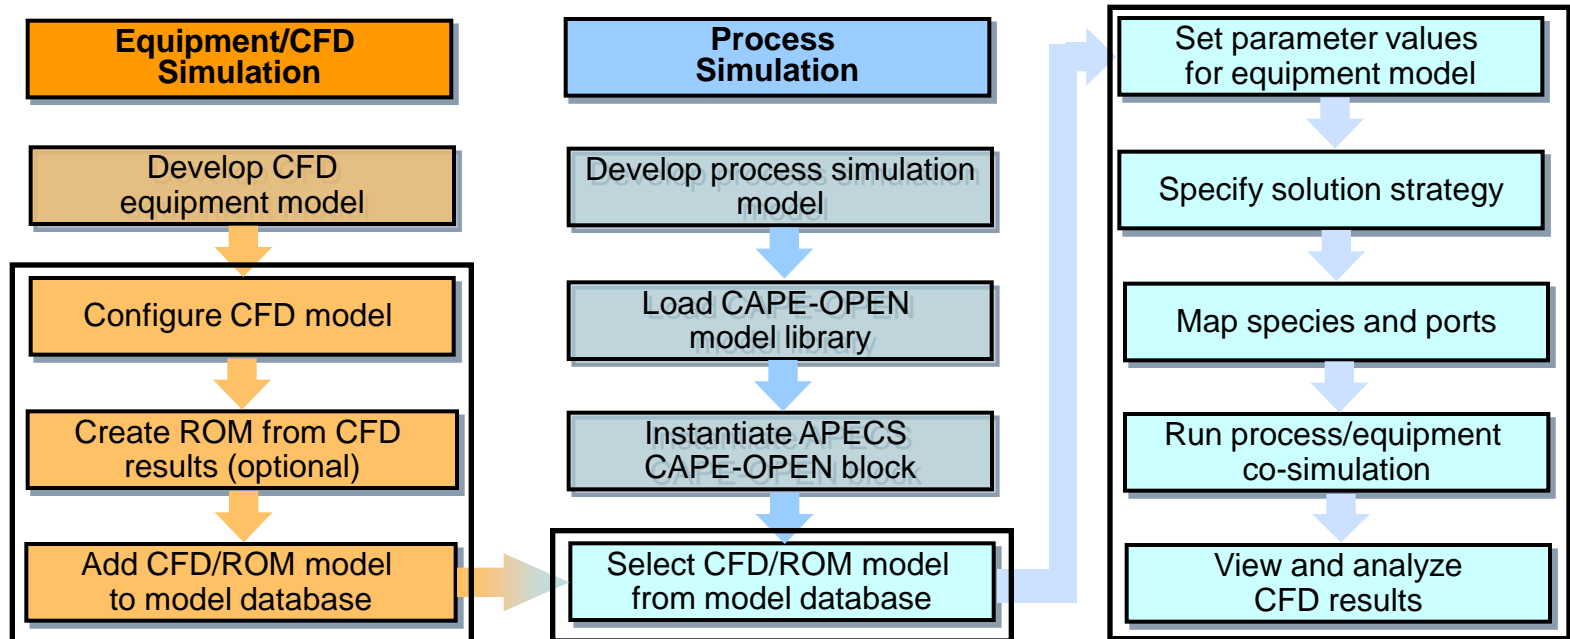 Equipment/CFD
Simulation
Develop CFD
equipment model
Configure CFD model
Create ROM from CFD
results (optional)
Add CFD/ROM model
to model database
Process
Simulation
Develop process simulation
model
Load CAPE-OPEN
model library
Instantiate APECS
CAPE-OPEN block
Select CFD/ROM model
from model database
Set parameter values
for equipment model
Specify solution strategy
Map species and ports
Run process/equipment
co-simulation
View and analyze
CFD results